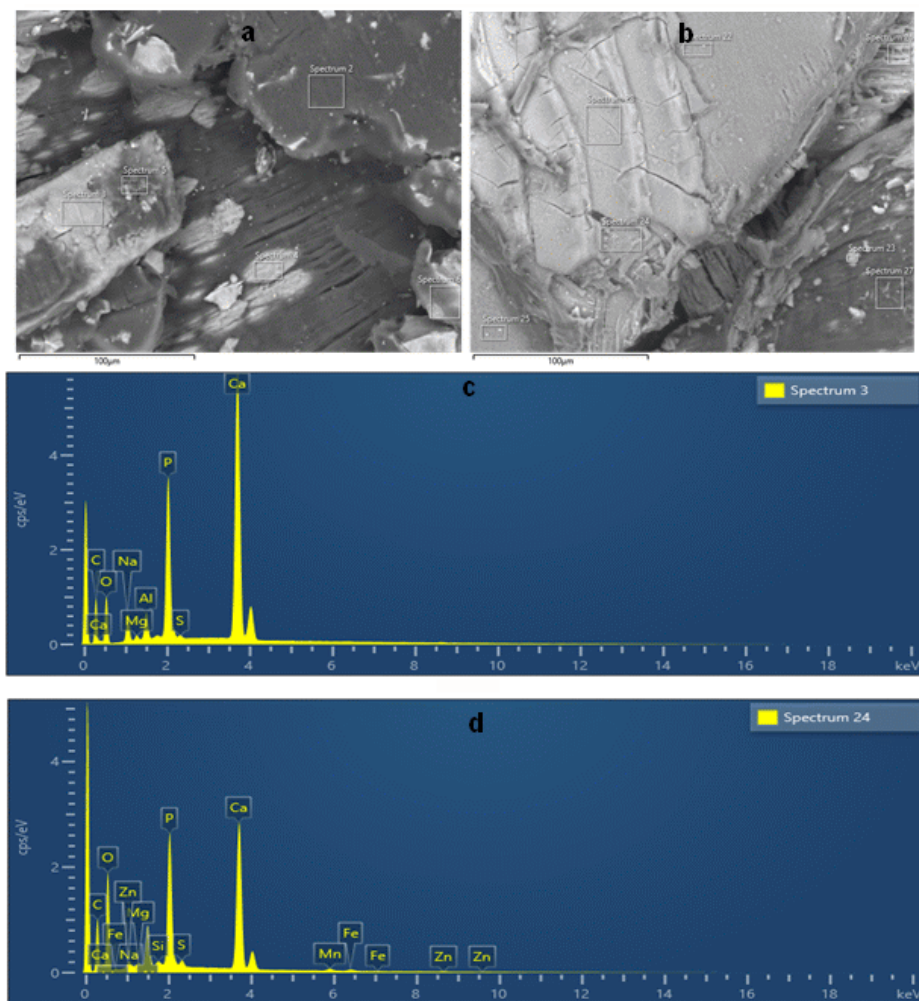 a
Spectrum 2
Spectrum 5
Spectrum 4
100µm
b
Spectrum 22
Spectrum 24
Spectrum 23
Spectrum 27
Spectrum 25
100µm
c
Spectrum 3
Ca
P
C
Na
O
Al
Ca
Mg
S
cps/eV
4
2
0
0 2 4 6 8 10 12 14 16 18 keV
d
Spectrum 24
P
Ca
O
Zn
C
Mg
Fe
Fe
Si
S
Ca
Na
Mn
Fe
Zn
Zn
cps/eV
4
2
0
0 2 4 6 8 10 12 14 16 18 keV